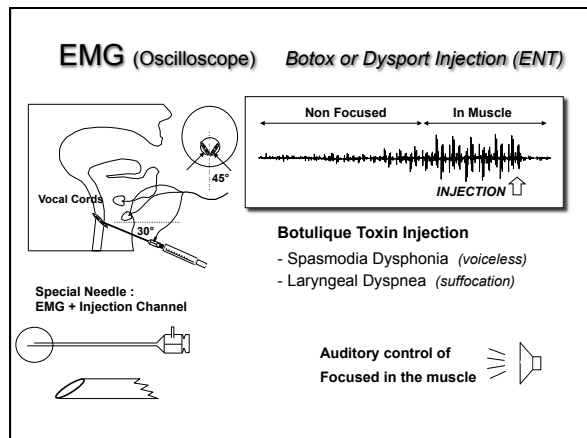 EMG (Oscilloscope) Botox or Dysport Injection (ENT)
Non Focused In Muscle
INJECTION
45°
Vocal Cords
30°
Botulique Toxin Injection
- Spasmodia Dysphonia (voiceless)
- Laryngeal Dyspnea (suffocation)
Special Needle :
EMG + Injection Channel
Auditory control of
Focused in the muscle